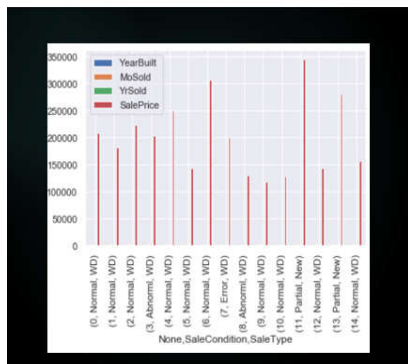 350000
300000
250000
200000
150000
100000
50000
0
YearBuilt
MoSold
YrSold
SalePrice
(0, Normal, WD)
(1, Normal, WD)
(2, Normal, WD)
(3, Abnorml, WD)
(4, Normal, WD)
(5, Normal, WD)
(6, Normal, WD)
(7, Error, WD)
(8, Abnorml, WD)
(9, Normal, WD)
(10, Normal, WD)
(11, Partial, New)
(12, Normal, WD)
(13, Partial, New)
(14, Normal, WD)
None,SaleCondition,SaleType